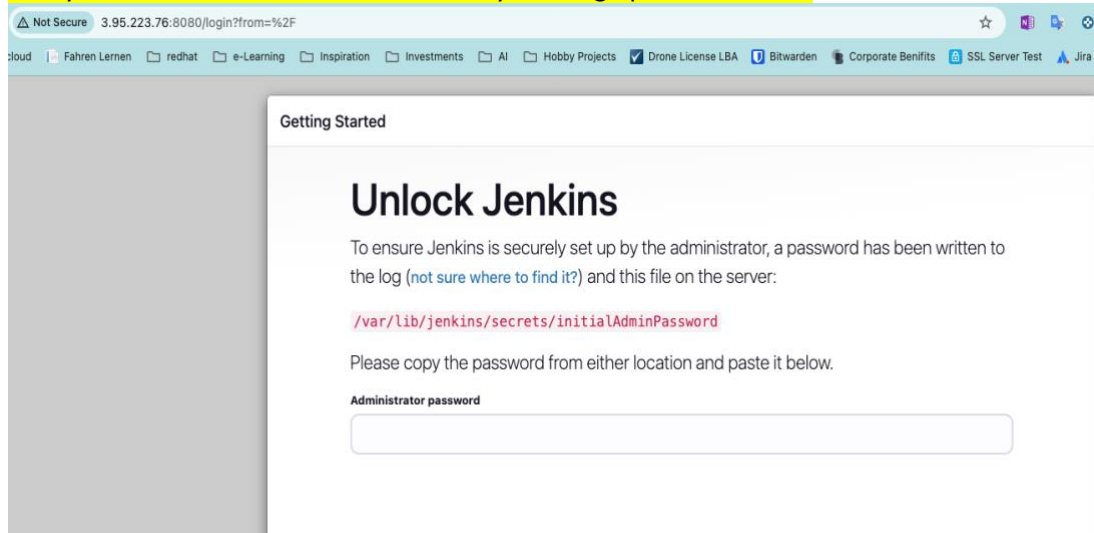 Not Secure 3.95.223.76:8080/login?from=%2F
cloud Fahren Lernen redhat e-Learning Inspiration Investments AI Hobby Projects Drone License LBA Bitwarden Corporate Benifits SSL Server Test Jira
Getting Started
Unlock Jenkins
To ensure Jenkins is securely set up by the administrator, a password has been written to
the log (not sure where to find it?) and this file on the server:
/var/lib/jenkins/secrets/initialAdminPassword
Please copy the password from either location and paste it below.
Administrator password